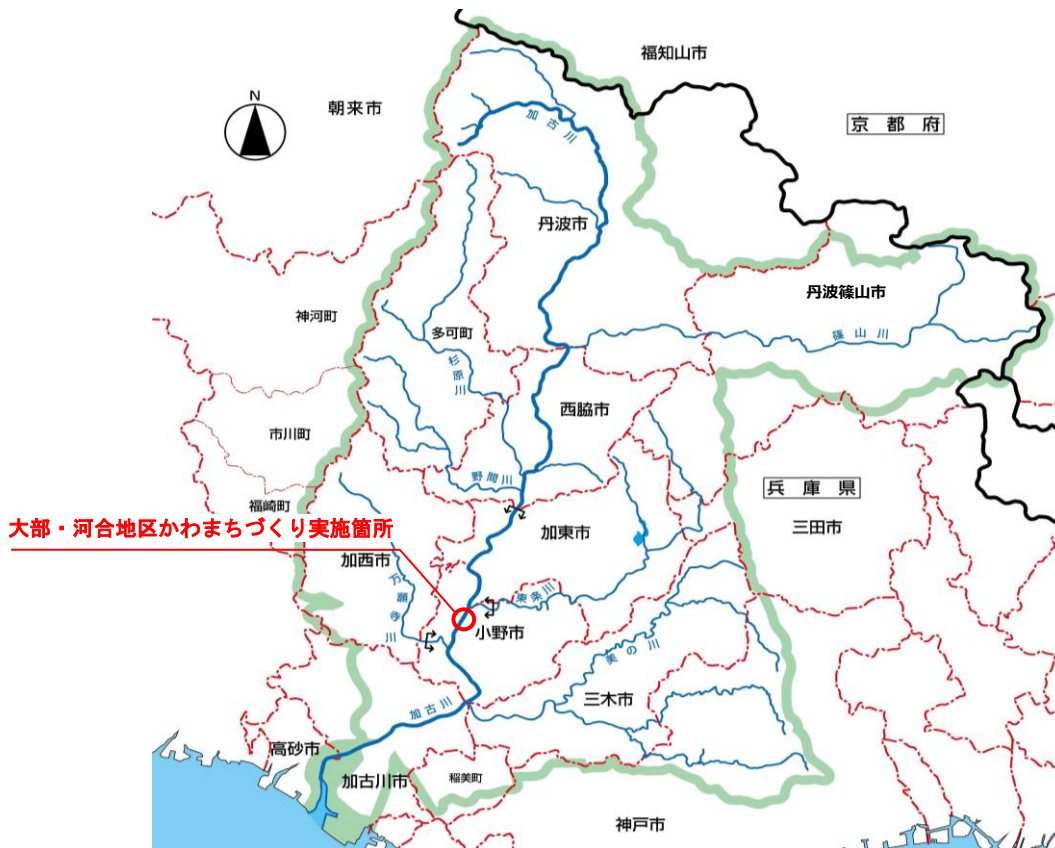 福知山市
N
朝来市
京都府
加古川
丹波市
丹波篠山市
神河町
多可町
篠山川
杉原川
西脇市
市川町
野間川
兵庫県
福崎町
三田市
大部・河合地区かわまちづくり実施箇所
加東市
加西市
万願寺川
東条川
小野市
美の川
三木市
加古川
高砂市
加古川市
稲美町
神戸市